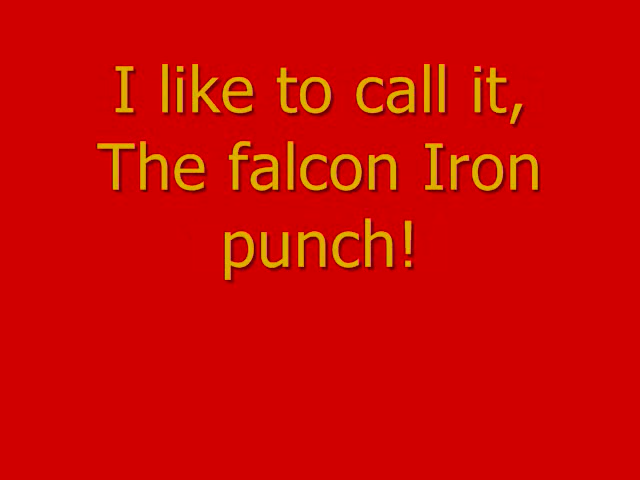 I like to call it,
The falcon Iron
punch!